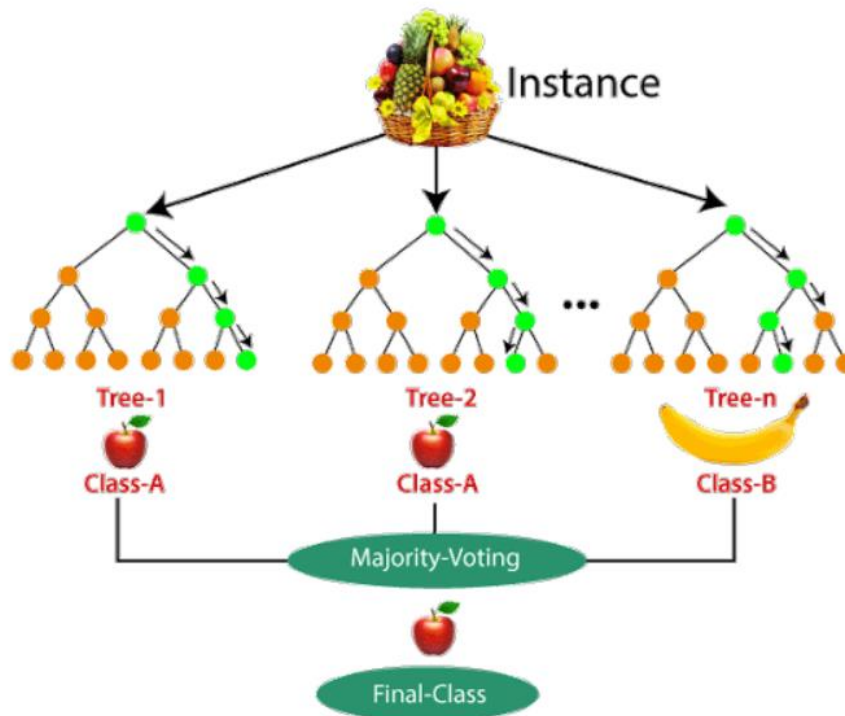 Instance
...
Tree-1
Tree-2
Tree-n
Class-A
Class-A
Class-B
Majority-Voting
Final-Class